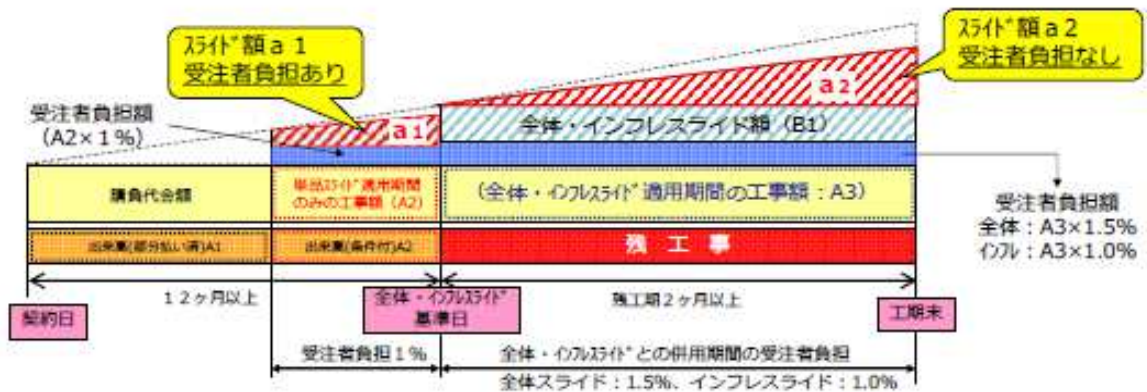 ｽﾗｲﾄﾞ額ａ１
受注者負担あり
ｽﾗｲﾄﾞ額ａ２
受注者負担なし
受注者負担額
（A2×１％）
ａ1
ａ2
全体・インフレスライド額（B1）
請負代金額
単品ｽﾗｲﾄﾞ適用期間
のみの工事額（A2）
（全体・ｲﾝﾌﾚｽﾗｲﾄﾞ適用期間の工事額：A3）
受注者負担額
全体：A3×1.5%
ｲﾝﾌﾚ：A3×1.0%
出来高(部分払い済)A1
出来高(条件付)A2
残 工 事
１２ヶ月以上
残工期２ヶ月以上
契約日
全体・ｲﾝﾌﾚｽﾗｲﾄﾞ
基準日
工期末
受注者負担１％
全体・ｲﾝﾌﾚｽﾗｲﾄﾞとの併用期間の受注者負担
全体スライド：1.5%、インフレスライド：1.0%